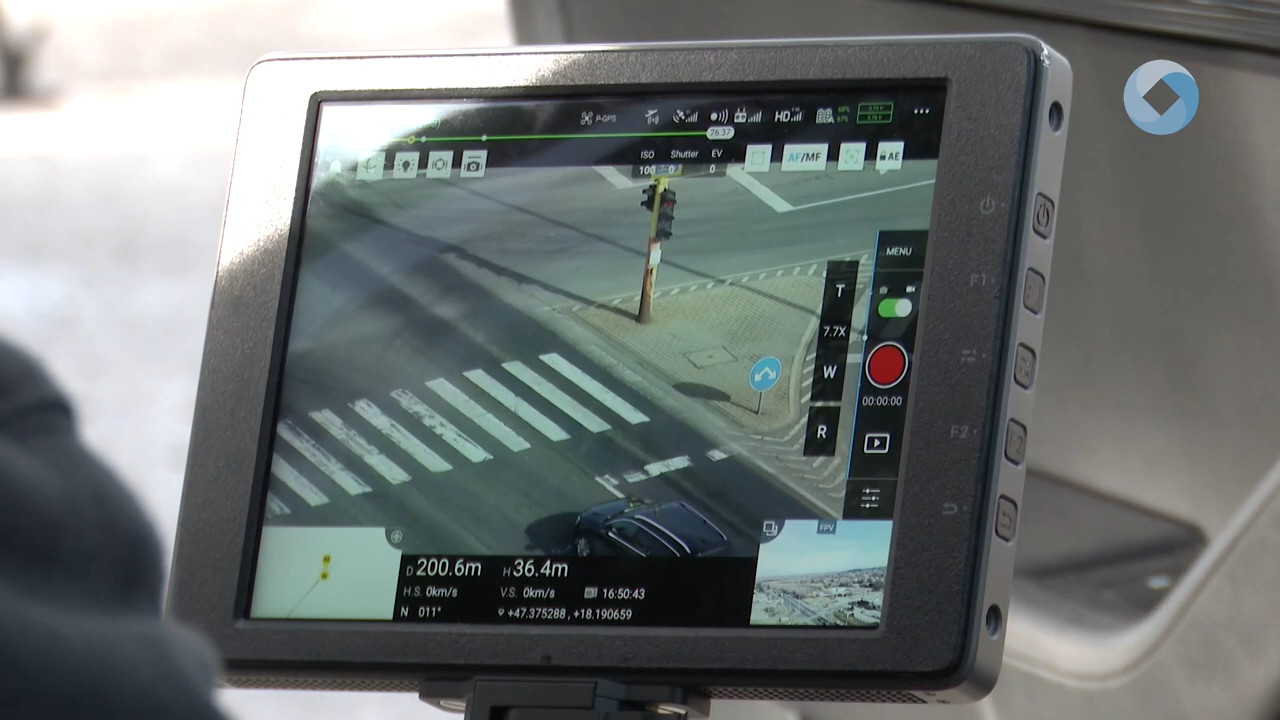 P-GPS HD
26:37
ISO Shutter EV
100 0
AF/MF AE
MENU
T
7.7X
W
R
00:00:00
F1
F2
FPV
D 200.6m H 36.4m
H.S. 0km/s V.S. 0km/s 16:50:43
N 011° +47.375288 , +18.190659